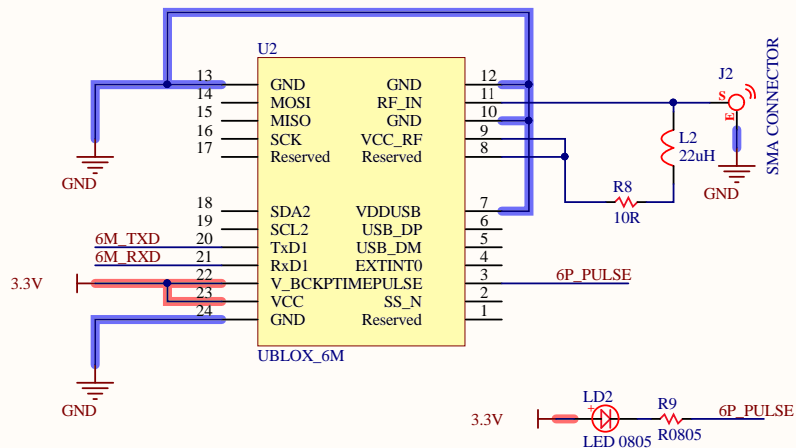 U2
13 GND GND 12
14 MOSI RF_IN 11
15 MISO GND 10
16 SCK VCC_RF 9
17 Reserved Reserved 8
18 SDA2 VDDUSB 7
19 SCL2 USB_DP 6
6M_TXD 20 TxD1 USB_DM 5
6M_RXD 21 RxD1 EXTINT0 4
3.3V 22 V_BCKPTIMEPULSE 3 6P_PULSE
23 VCC SS_N 2
24 GND Reserved 1
UBLOX_6M
GND
GND
J2
S
E
SMA CONNECTOR
L2
22uH
GND
R8
10R
3.3V
LD2
+
LED 0805
R9
R0805
6P_PULSE